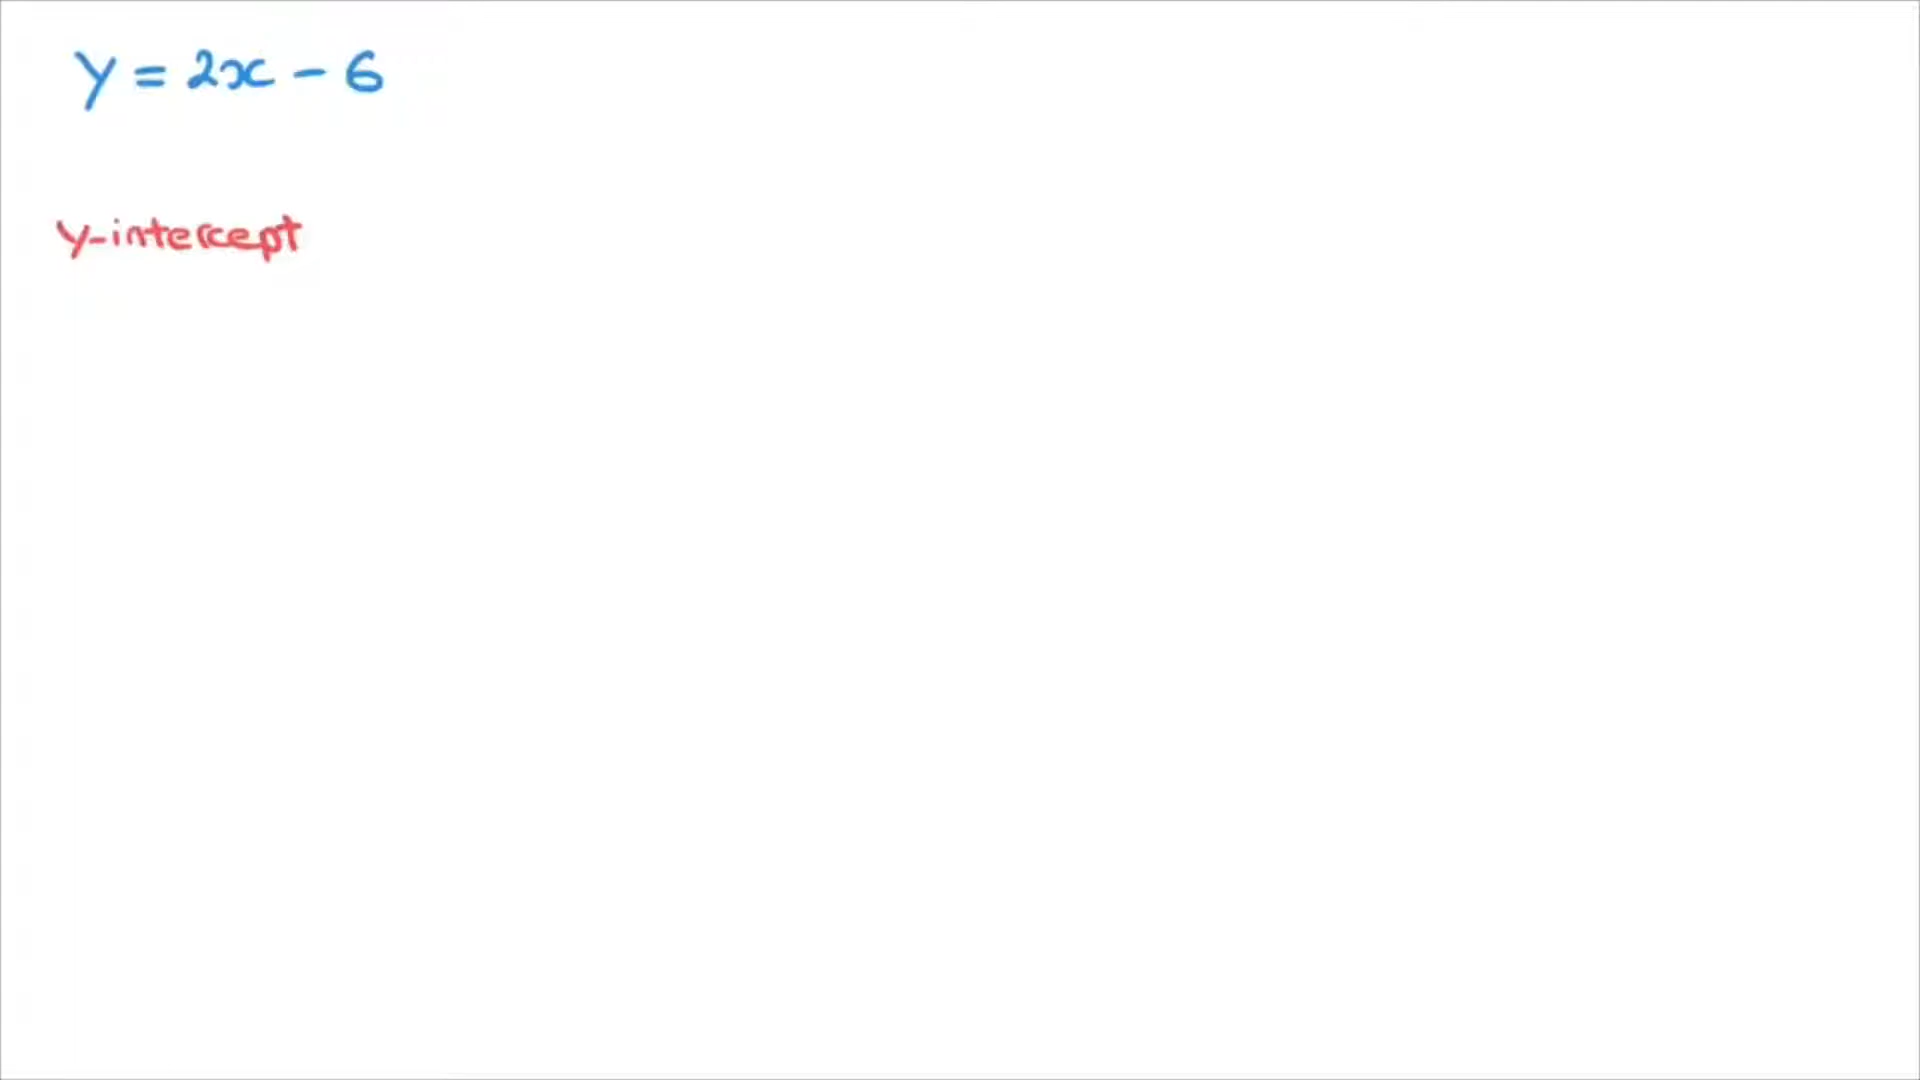 y = 2x - 6
y-intercept